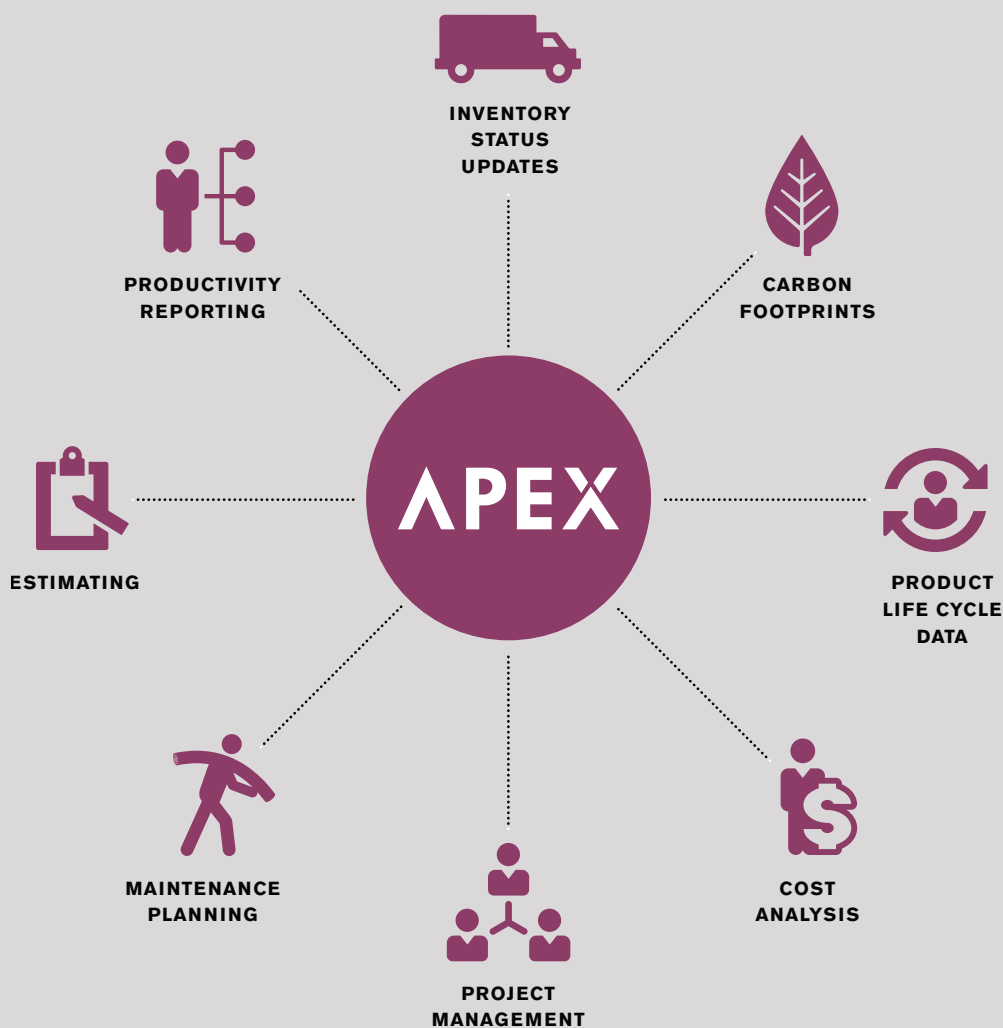 INVENTORY
STATUS
UPDATES
PRODUCTIVITY
REPORTING
CARBON
FOOTPRINTS
APEX
ESTIMATING
PRODUCT
LIFE CYCLE
DATA
MAINTENANCE
PLANNING
COST
ANALYSIS
PROJECT
MANAGEMENT